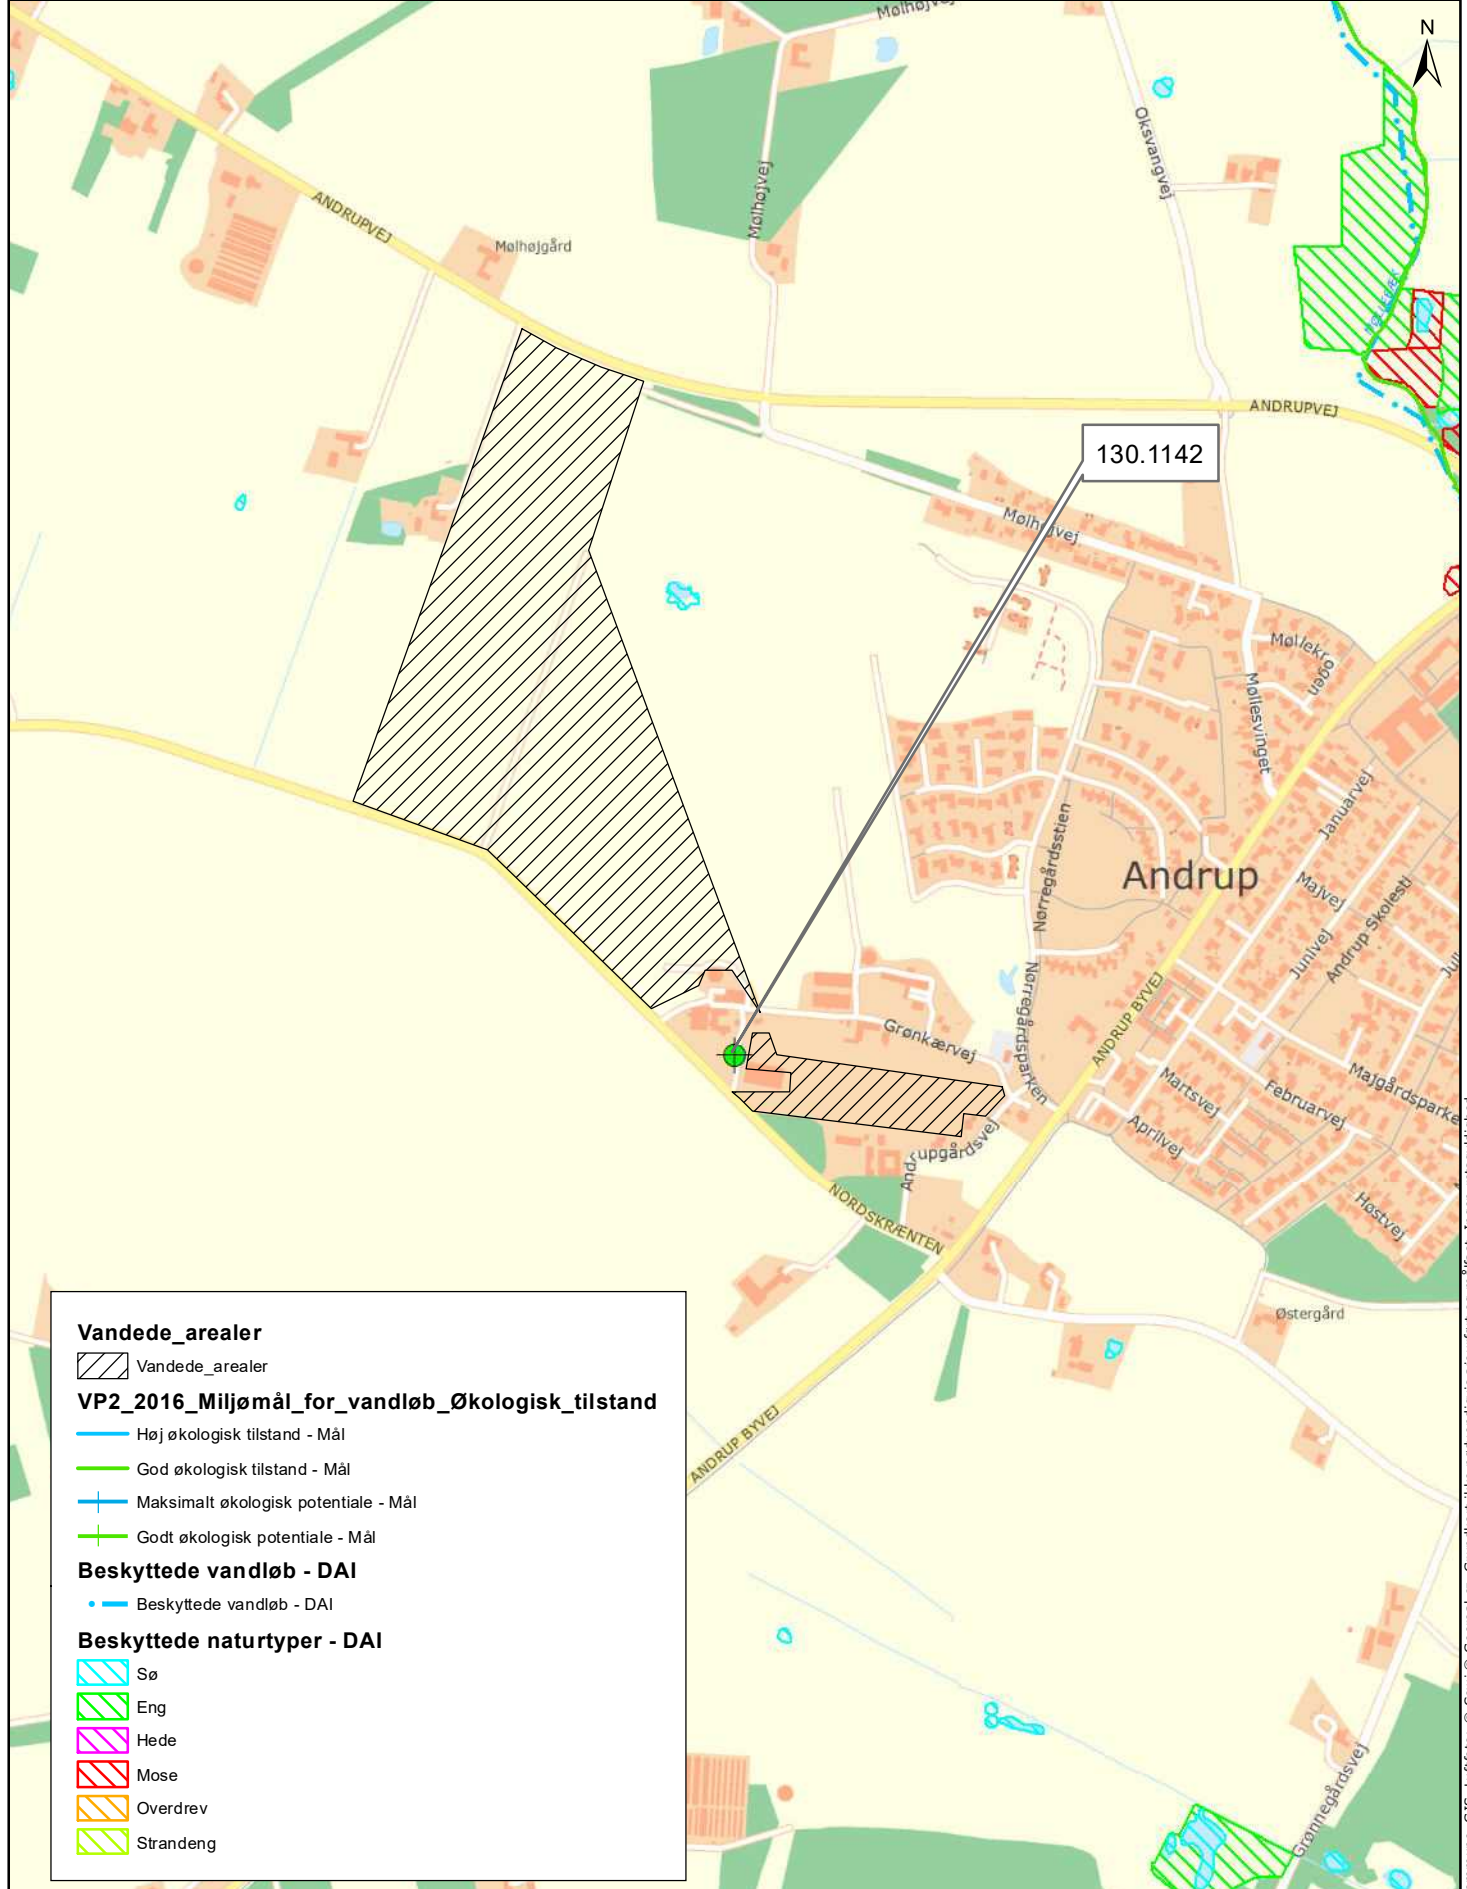 Mølhøjvej
N
Oksvangvej
Mølhøjvej
ANDRUPVEJ
Mølhøjgård
MØLLEBÆK
ANDRUPVEJ
130.1142
Mølhøjvej
Møllekrogen
Møllesvinget
Januarvej
Nørregårdsstien
Andrup
Majvej
Andrup Skolesti
Junivej
Jul
Nørregårdsparken
ANDRUP BYVEJ
Grønkærvej
Majgårdsparke
Martsvej
Februarvej
Aprilvej
Andrupgårdsvej
Høstvej
NORDSKRÆNTEN
Østergård
ANDRUP BYVEJ
Grønnegårdsvej
Vandede_arealer
Vandede_arealer
VP2_2016_Miljømål_for_vandløb_Økologisk_tilstand
Høj økologisk tilstand - Mål
God økologisk tilstand - Mål
Maksimalt økologisk potentiale - Mål
Godt økologisk potentiale - Mål
Beskyttede vandløb - DAI
Beskyttede vandløb - DAI
Beskyttede naturtyper - DAI
Sø
Eng
Hede
Mose
Overdrev
Strandeng